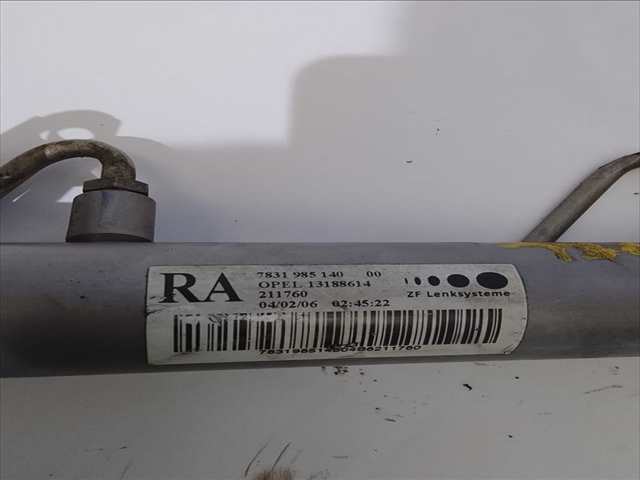 RA
7831 985 140 00
OPEL 13188614
211760
04/02/06 02:45:22
ZF Lenksysteme